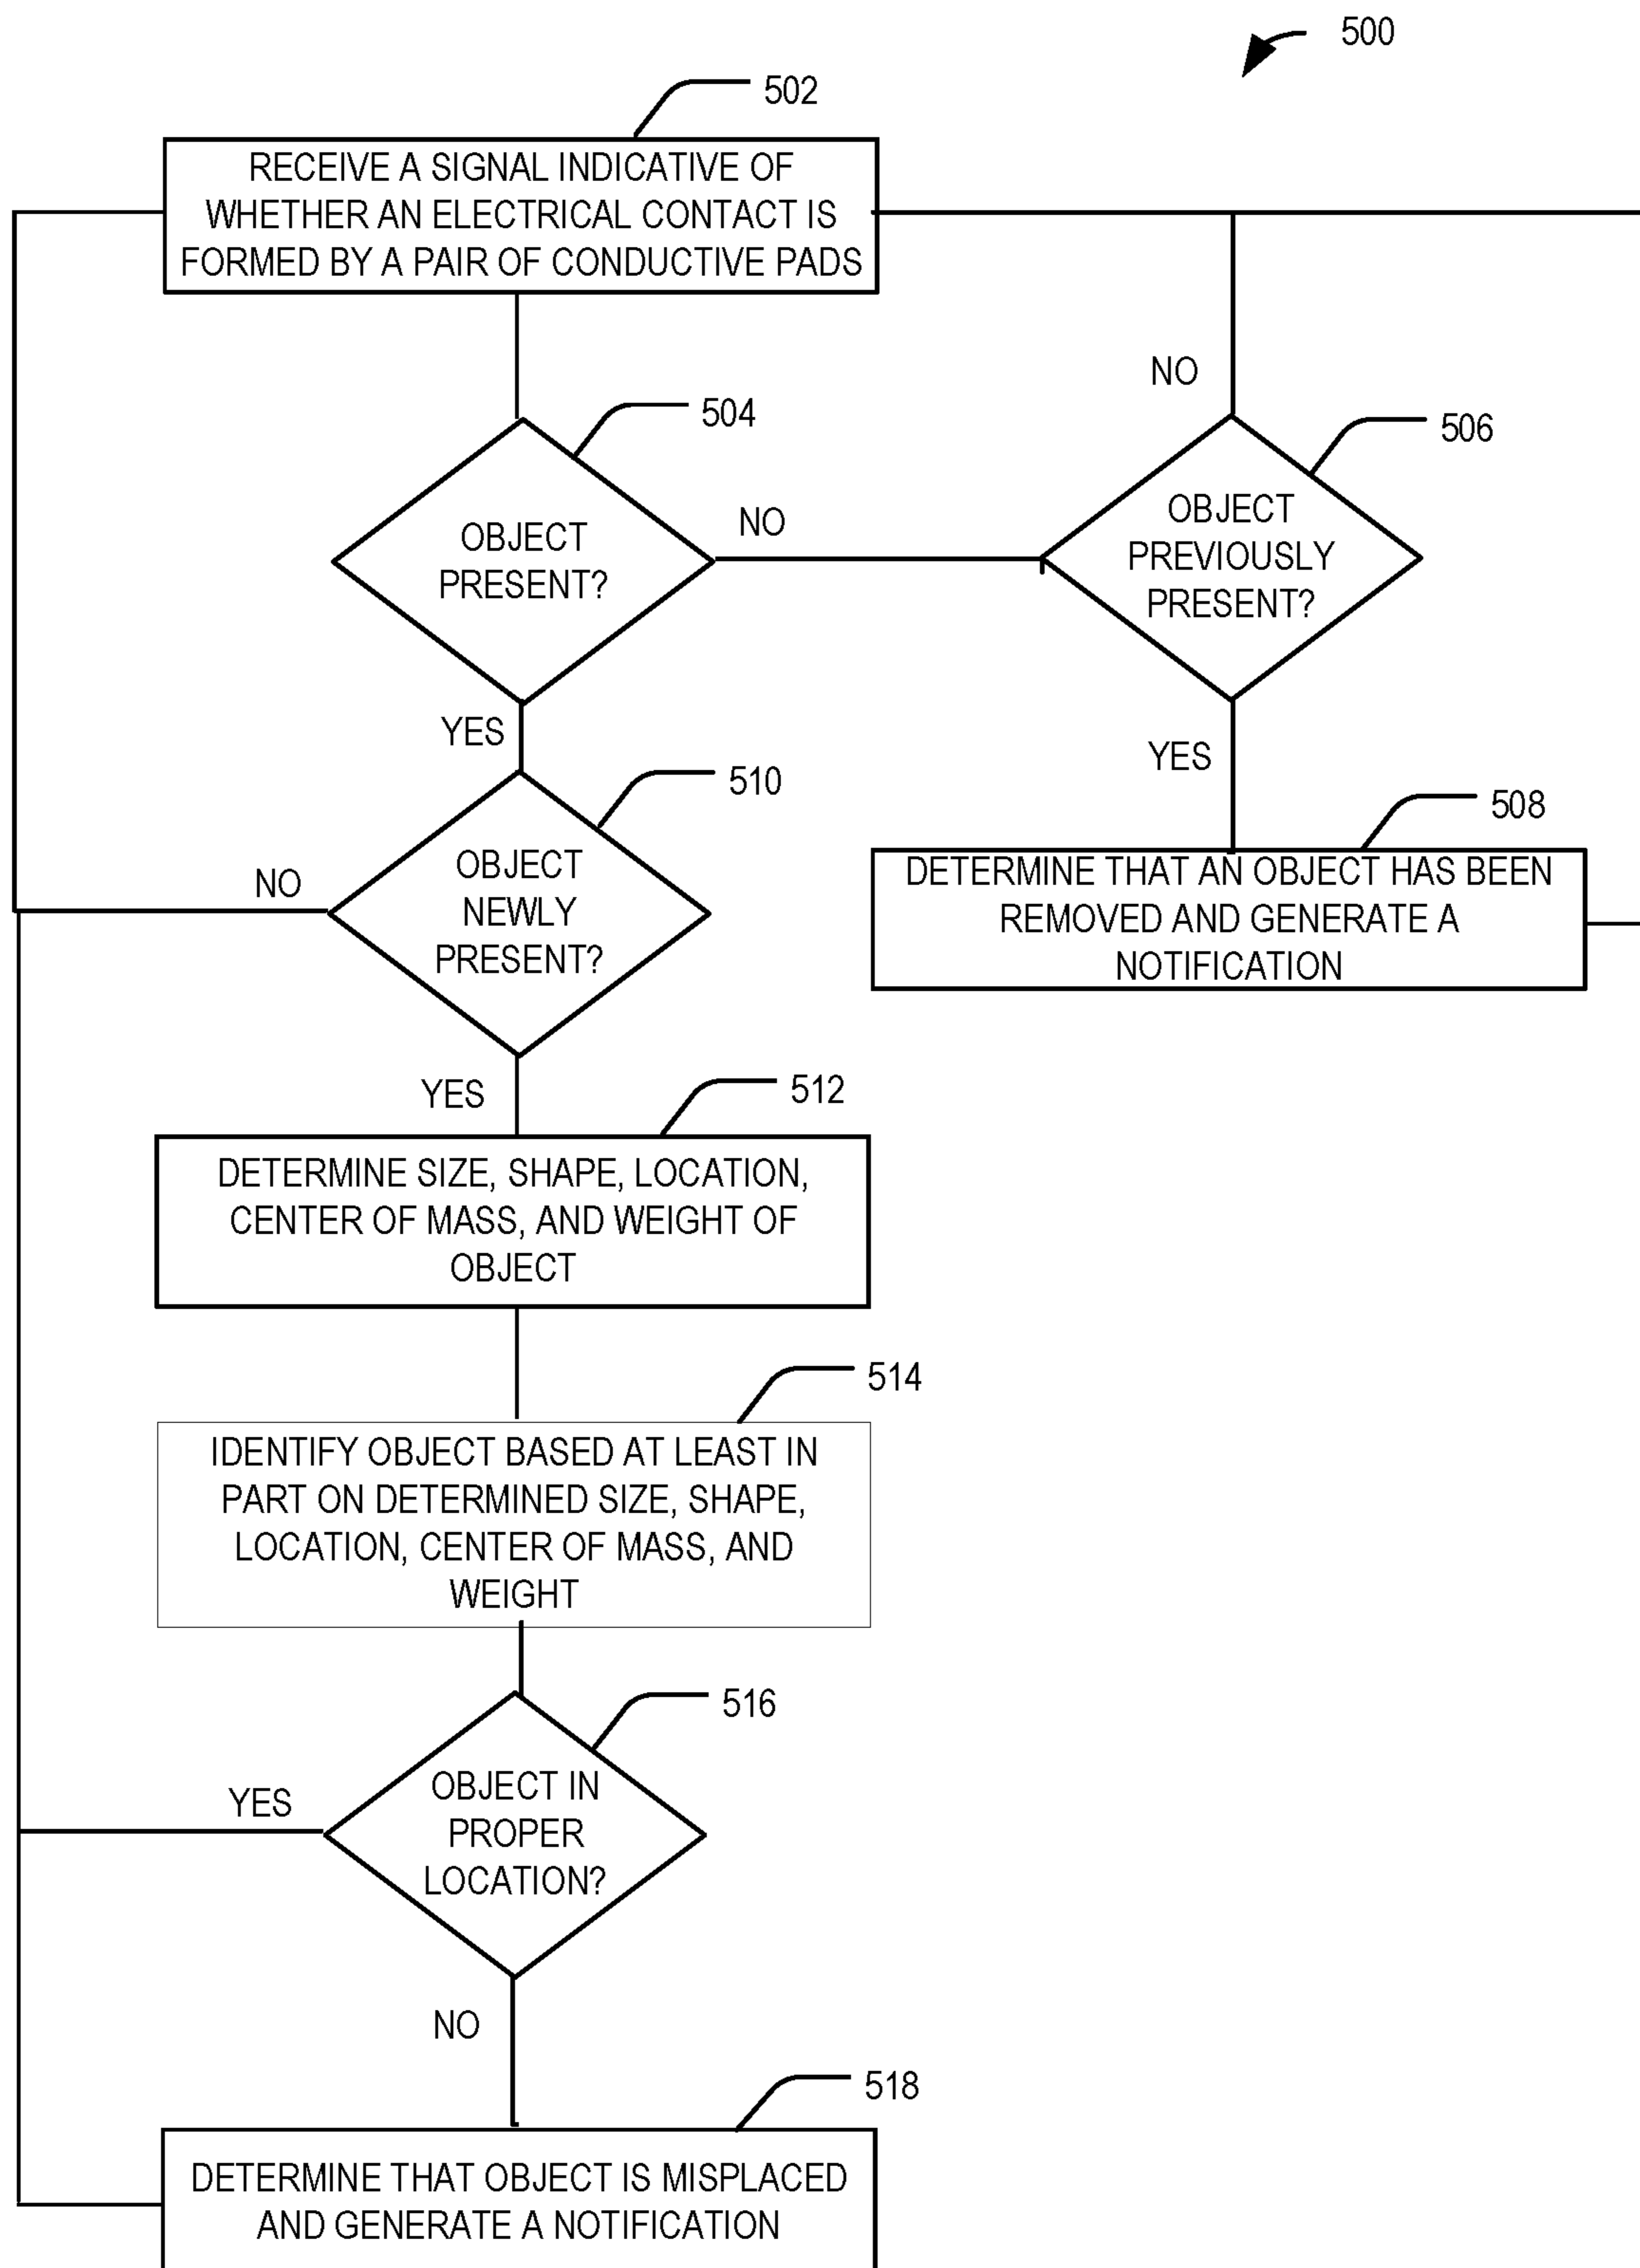 500
502
RECEIVE A SIGNAL INDICATIVE OF
WHETHER AN ELECTRICAL CONTACT IS
FORMED BY A PAIR OF CONDUCTIVE PADS
NO
504
506
OBJECT
PRESENT?
NO
OBJECT
PREVIOUSLY
PRESENT?
YES
YES
510
508
OBJECT
NEWLY
PRESENT?
NO
DETERMINE THAT AN OBJECT HAS BEEN
REMOVED AND GENERATE A
NOTIFICATION
YES
512
DETERMINE SIZE, SHAPE, LOCATION,
CENTER OF MASS, AND WEIGHT OF
OBJECT
514
IDENTIFY OBJECT BASED AT LEAST IN
PART ON DETERMINED SIZE, SHAPE,
LOCATION, CENTER OF MASS, AND
WEIGHT
516
YES
OBJECT IN
PROPER
LOCATION?
NO
518
DETERMINE THAT OBJECT IS MISPLACED
AND GENERATE A NOTIFICATION